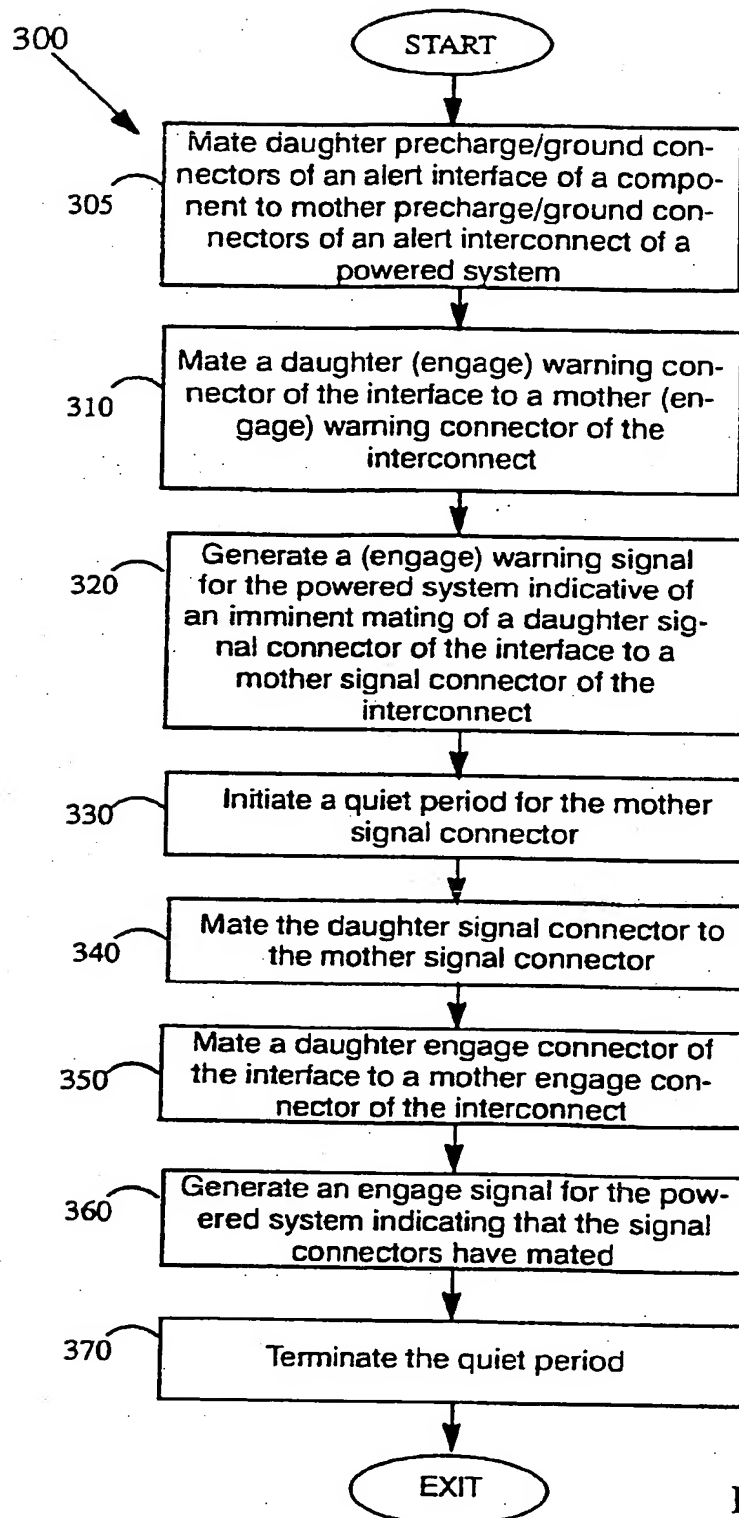 300
START
305
Mate daughter precharge/ground con-
nectors of an alert interface of a compo-
nent to mother precharge/ground con-
nectors of an alert interconnect of a
powered system
310
Mate a daughter (engage) warning con-
nector of the interface to a mother (en-
gage) warning connector of the
interconnect
320
Generate a (engage) warning signal
for the powered system indicative of
an imminent mating of a daughter sig-
nal connector of the interface to a
mother signal connector of the
interconnect
330
Initiate a quiet period for the mother
signal connector
340
Mate the daughter signal connector to
the mother signal connector
350
Mate a daughter engage connector of
the interface to a mother engage con-
nector of the interconnect
360
Generate an engage signal for the pow-
ered system indicating that the signal
connectors have mated
370
Terminate the quiet period
EXIT